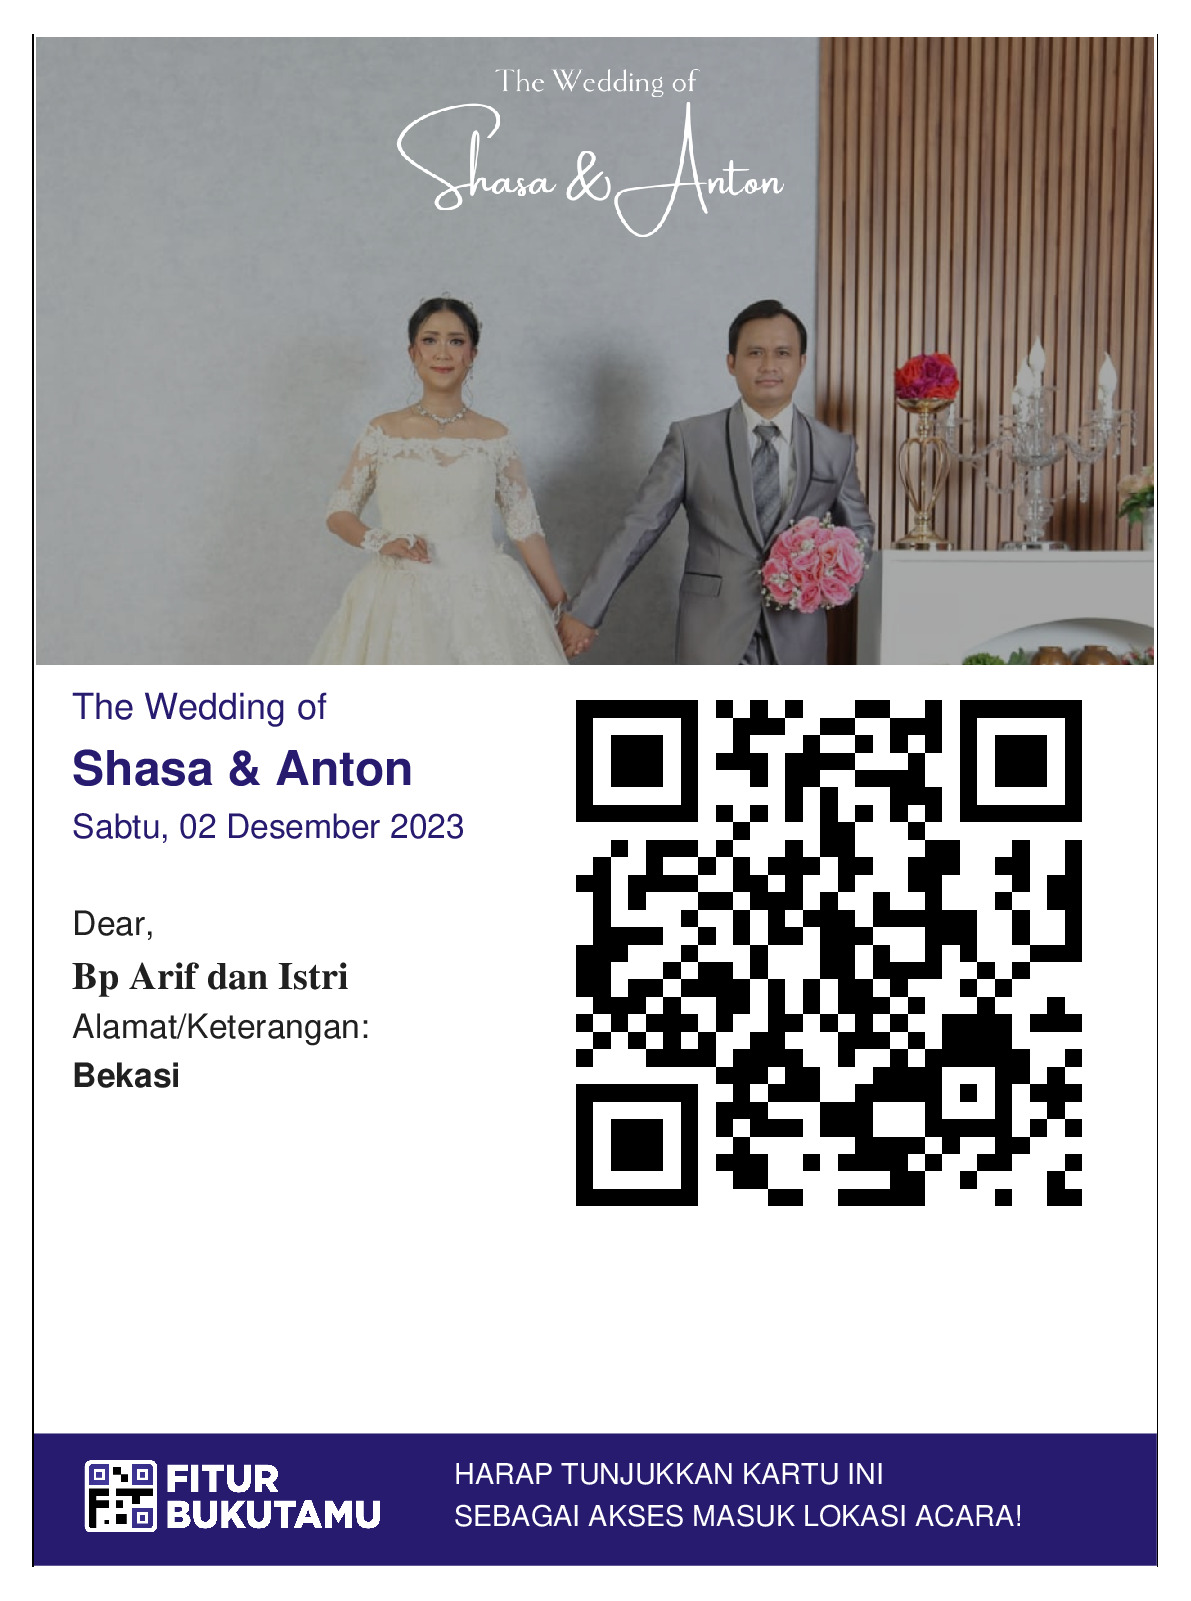 The Wedding of
Shasa & Anton
The Wedding of
Shasa & Anton
Sabtu, 02 Desember 2023
Dear,
Bp Arif dan Istri
Alamat/Keterangan:
Bekasi
FITUR
BUKUTAMU
HARAP TUNJUKKAN KARTU INI
SEBAGAI AKSES MASUK LOKASI ACARA!